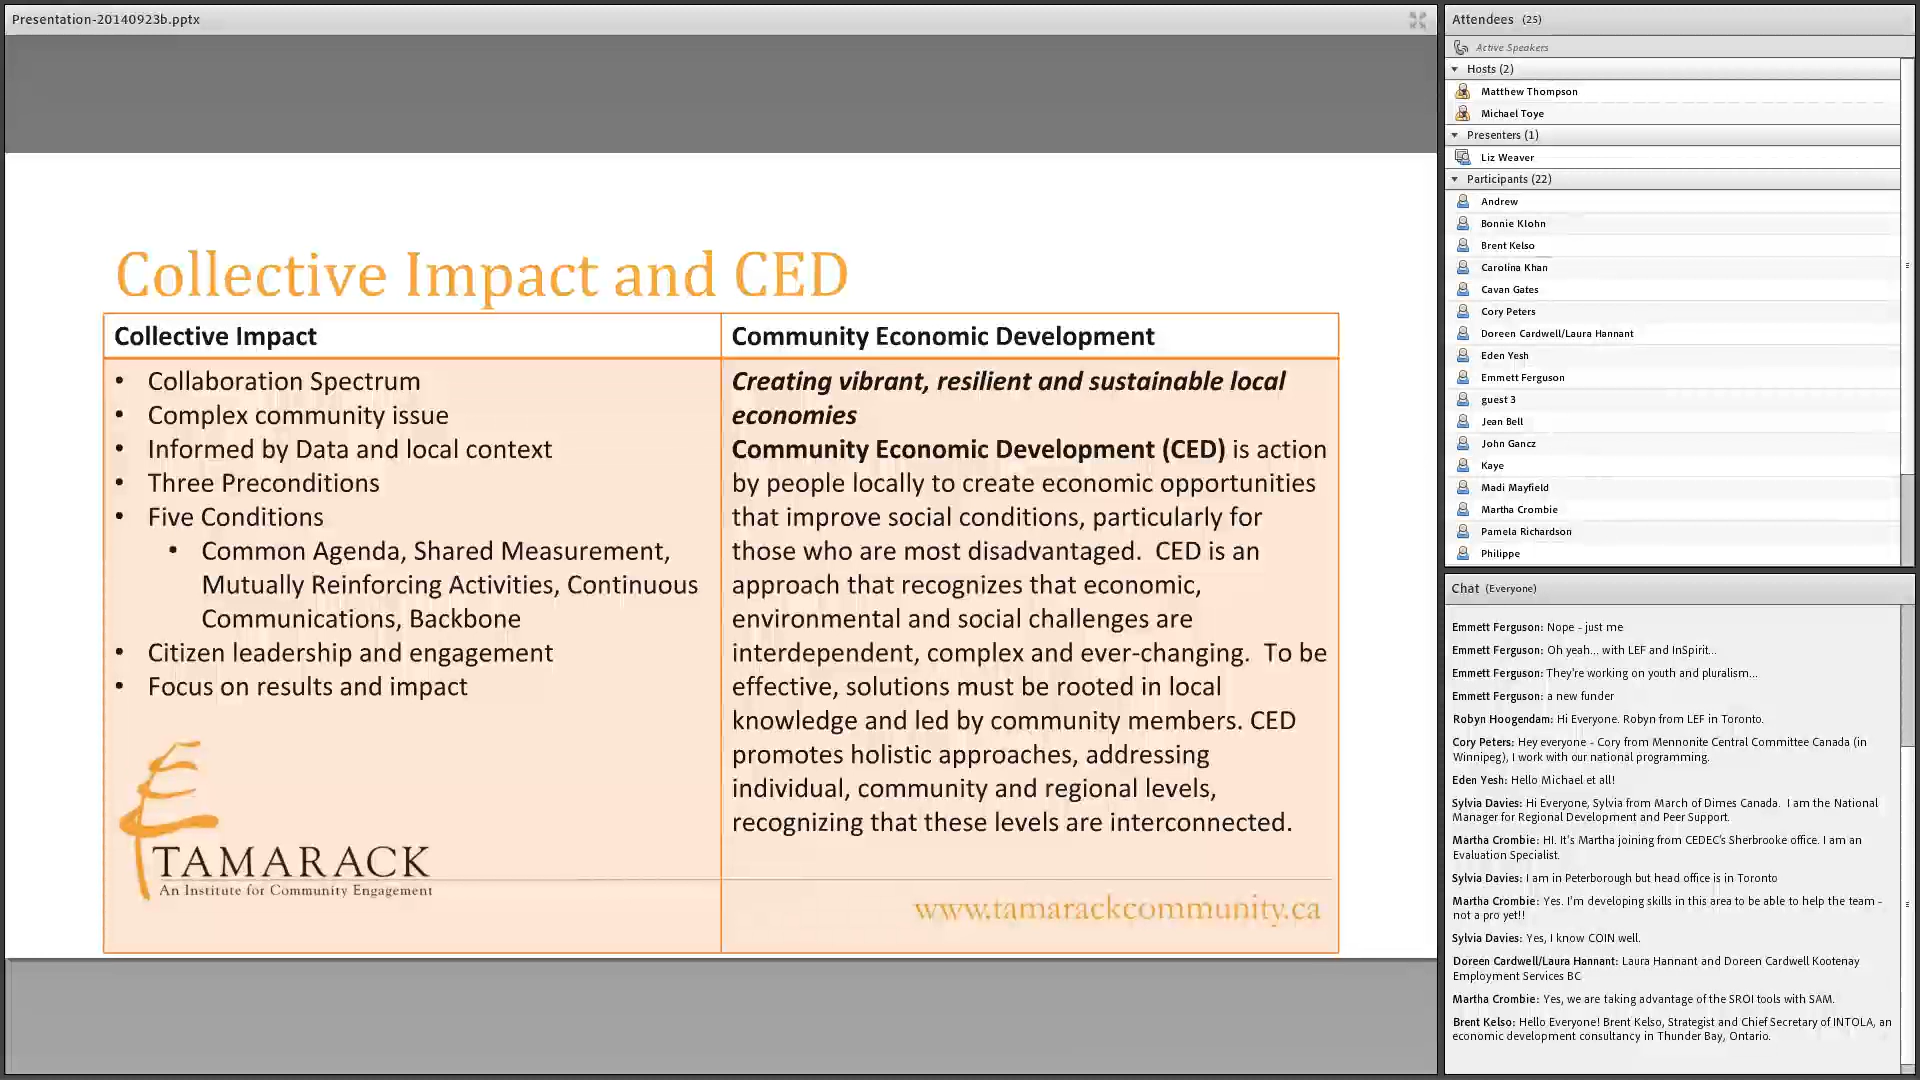 Presentation-20140923b.pptx
Collective Impact and CED
Collective Impact
• Collaboration Spectrum
• Complex community issue
• Informed by Data and local context
• Three Preconditions
• Five Conditions
• Common Agenda, Shared Measurement,
Mutually Reinforcing Activities, Continuous
Communications, Backbone
• Citizen leadership and engagement
• Focus on results and impact
TAMARACK
An Institute for Community Engagement
Community Economic Development
Creating vibrant, resilient and sustainable local
economies
Community Economic Development (CED) is action
by people locally to create economic opportunities
that improve social conditions, particularly for
those who are most disadvantaged. CED is an
approach that recognizes that economic,
environmental and social challenges are
interdependent, complex and ever-changing. To be
effective, solutions must be rooted in local
knowledge and led by community members. CED
promotes holistic approaches, addressing
individual, community and regional levels,
recognizing that these levels are interconnected.
www.tamarackcommunity.ca
Attendees (25)
Active Speakers
Hosts (2)
Matthew Thompson
Michael Toye
Presenters (1)
Liz Weaver
Participants (22)
Andrew
Bonnie Klohn
Brent Kelso
Carolina Khan
Cavan Gates
Cory Peters
Doreen Cardwell/Laura Hannant
Eden Yesh
Emmett Ferguson
guest 3
Jean Bell
John Gancz
Kaye
Madi Mayfield
Martha Crombie
Pamela Richardson
Philippe
Chat (Everyone)
Emmett Ferguson: Nope - just me
Emmett Ferguson: Oh yeah... with LEF and InSpirit...
Emmett Ferguson: They're working on youth and pluralism...
Emmett Ferguson: a new funder
Robyn Hoogendam: Hi Everyone. Robyn from LEF in Toronto.
Cory Peters: Hey everyone - Cory from Mennonite Central Committee Canada (in
Winnipeg), I work with our national programming.
Eden Yesh: Hello Michael et all!
Sylvia Davies: Hi Everyone, Sylvia from March of Dimes Canada. I am the National
Manager for Regional Development and Peer Support.
Martha Crombie: HI. It's Martha joining from CEDEC's Sherbrooke office. I am an
Evaluation Specialist.
Sylvia Davies: I am in Peterborough but head office is in Toronto
Martha Crombie: Yes. I'm developing skills in this area to be able to help the team -
not a pro yet!!
Sylvia Davies: Yes, I know COIN well.
Doreen Cardwell/Laura Hannant: Laura Hannant and Doreen Cardwell Kootenay
Employment Services BC
Martha Crombie: Yes, we are taking advantage of the SROI tools with SAM.
Brent Kelso: Hello Everyone! Brent Kelso, Strategist and Chief Secretary of INTOLA, an
economic development consultancy in Thunder Bay, Ontario.